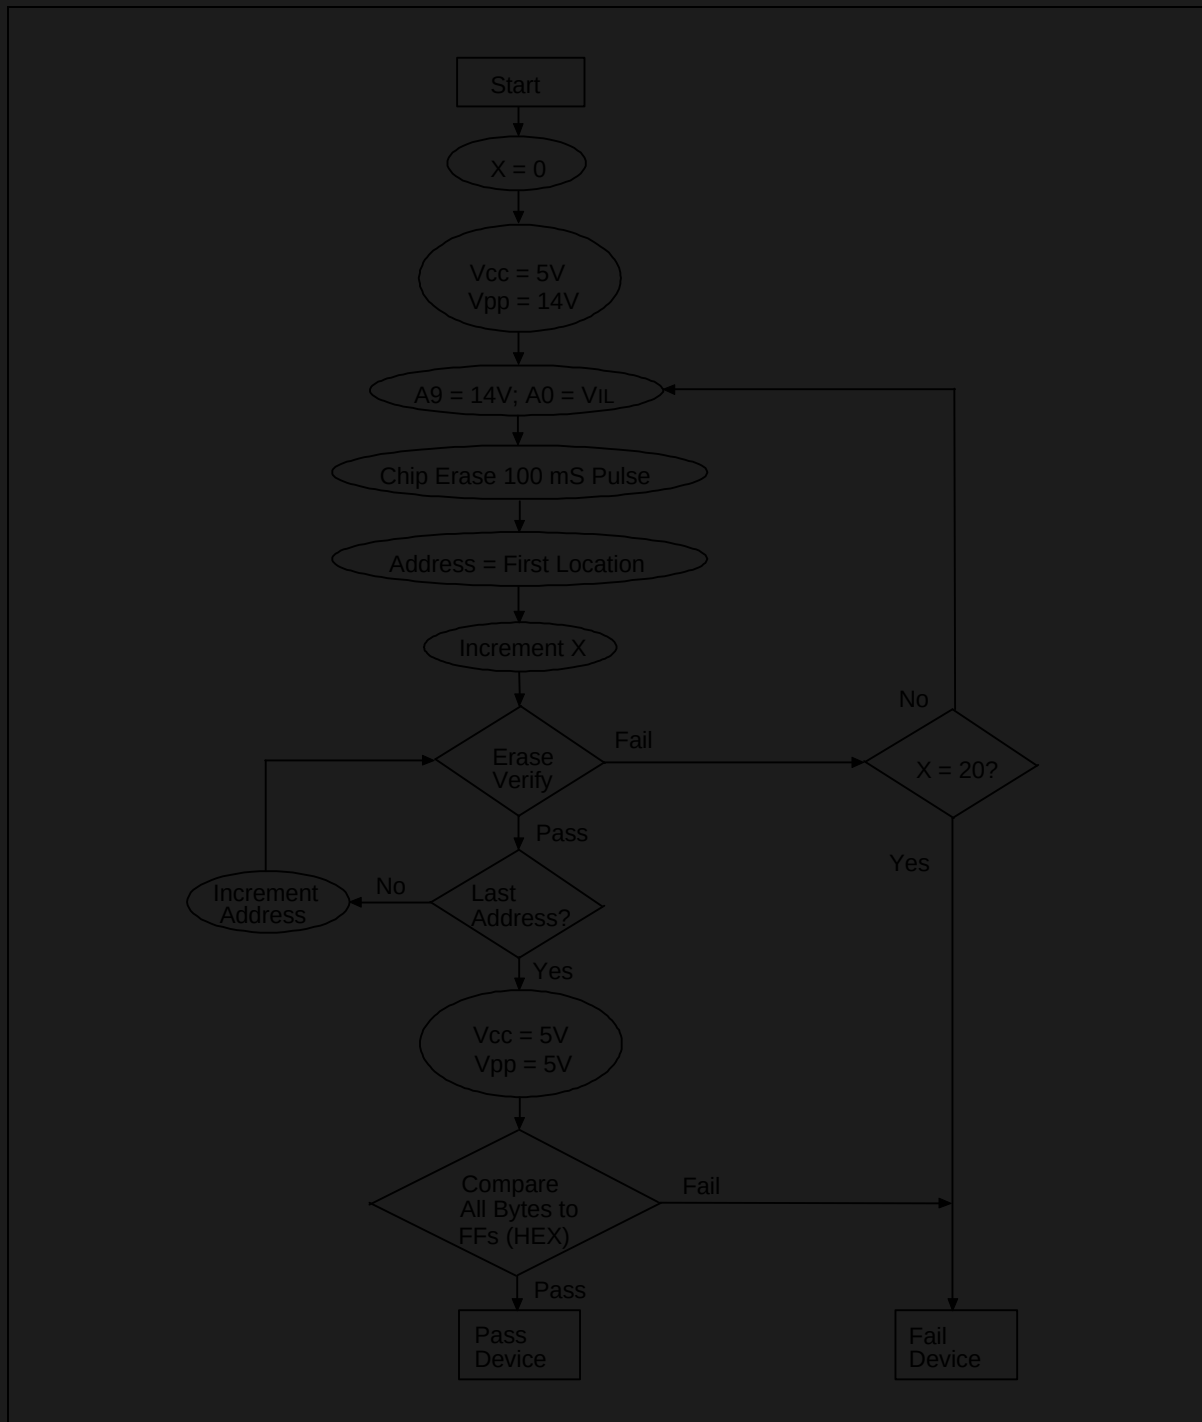 Start
X = 0
Vcc = 5V
Vpp = 14V
A9 = 14V; A0 = VIL
Chip Erase 100 mS Pulse
Address = First Location
Increment X
No
Fail
Erase
Verify
X = 20?
Pass
Yes
No
Increment
Address
Last
Address?
Yes
Vcc = 5V
Vpp = 5V
Compare
All Bytes to
FFs (HEX)
Fail
Pass
Pass
Device
Fail
Device